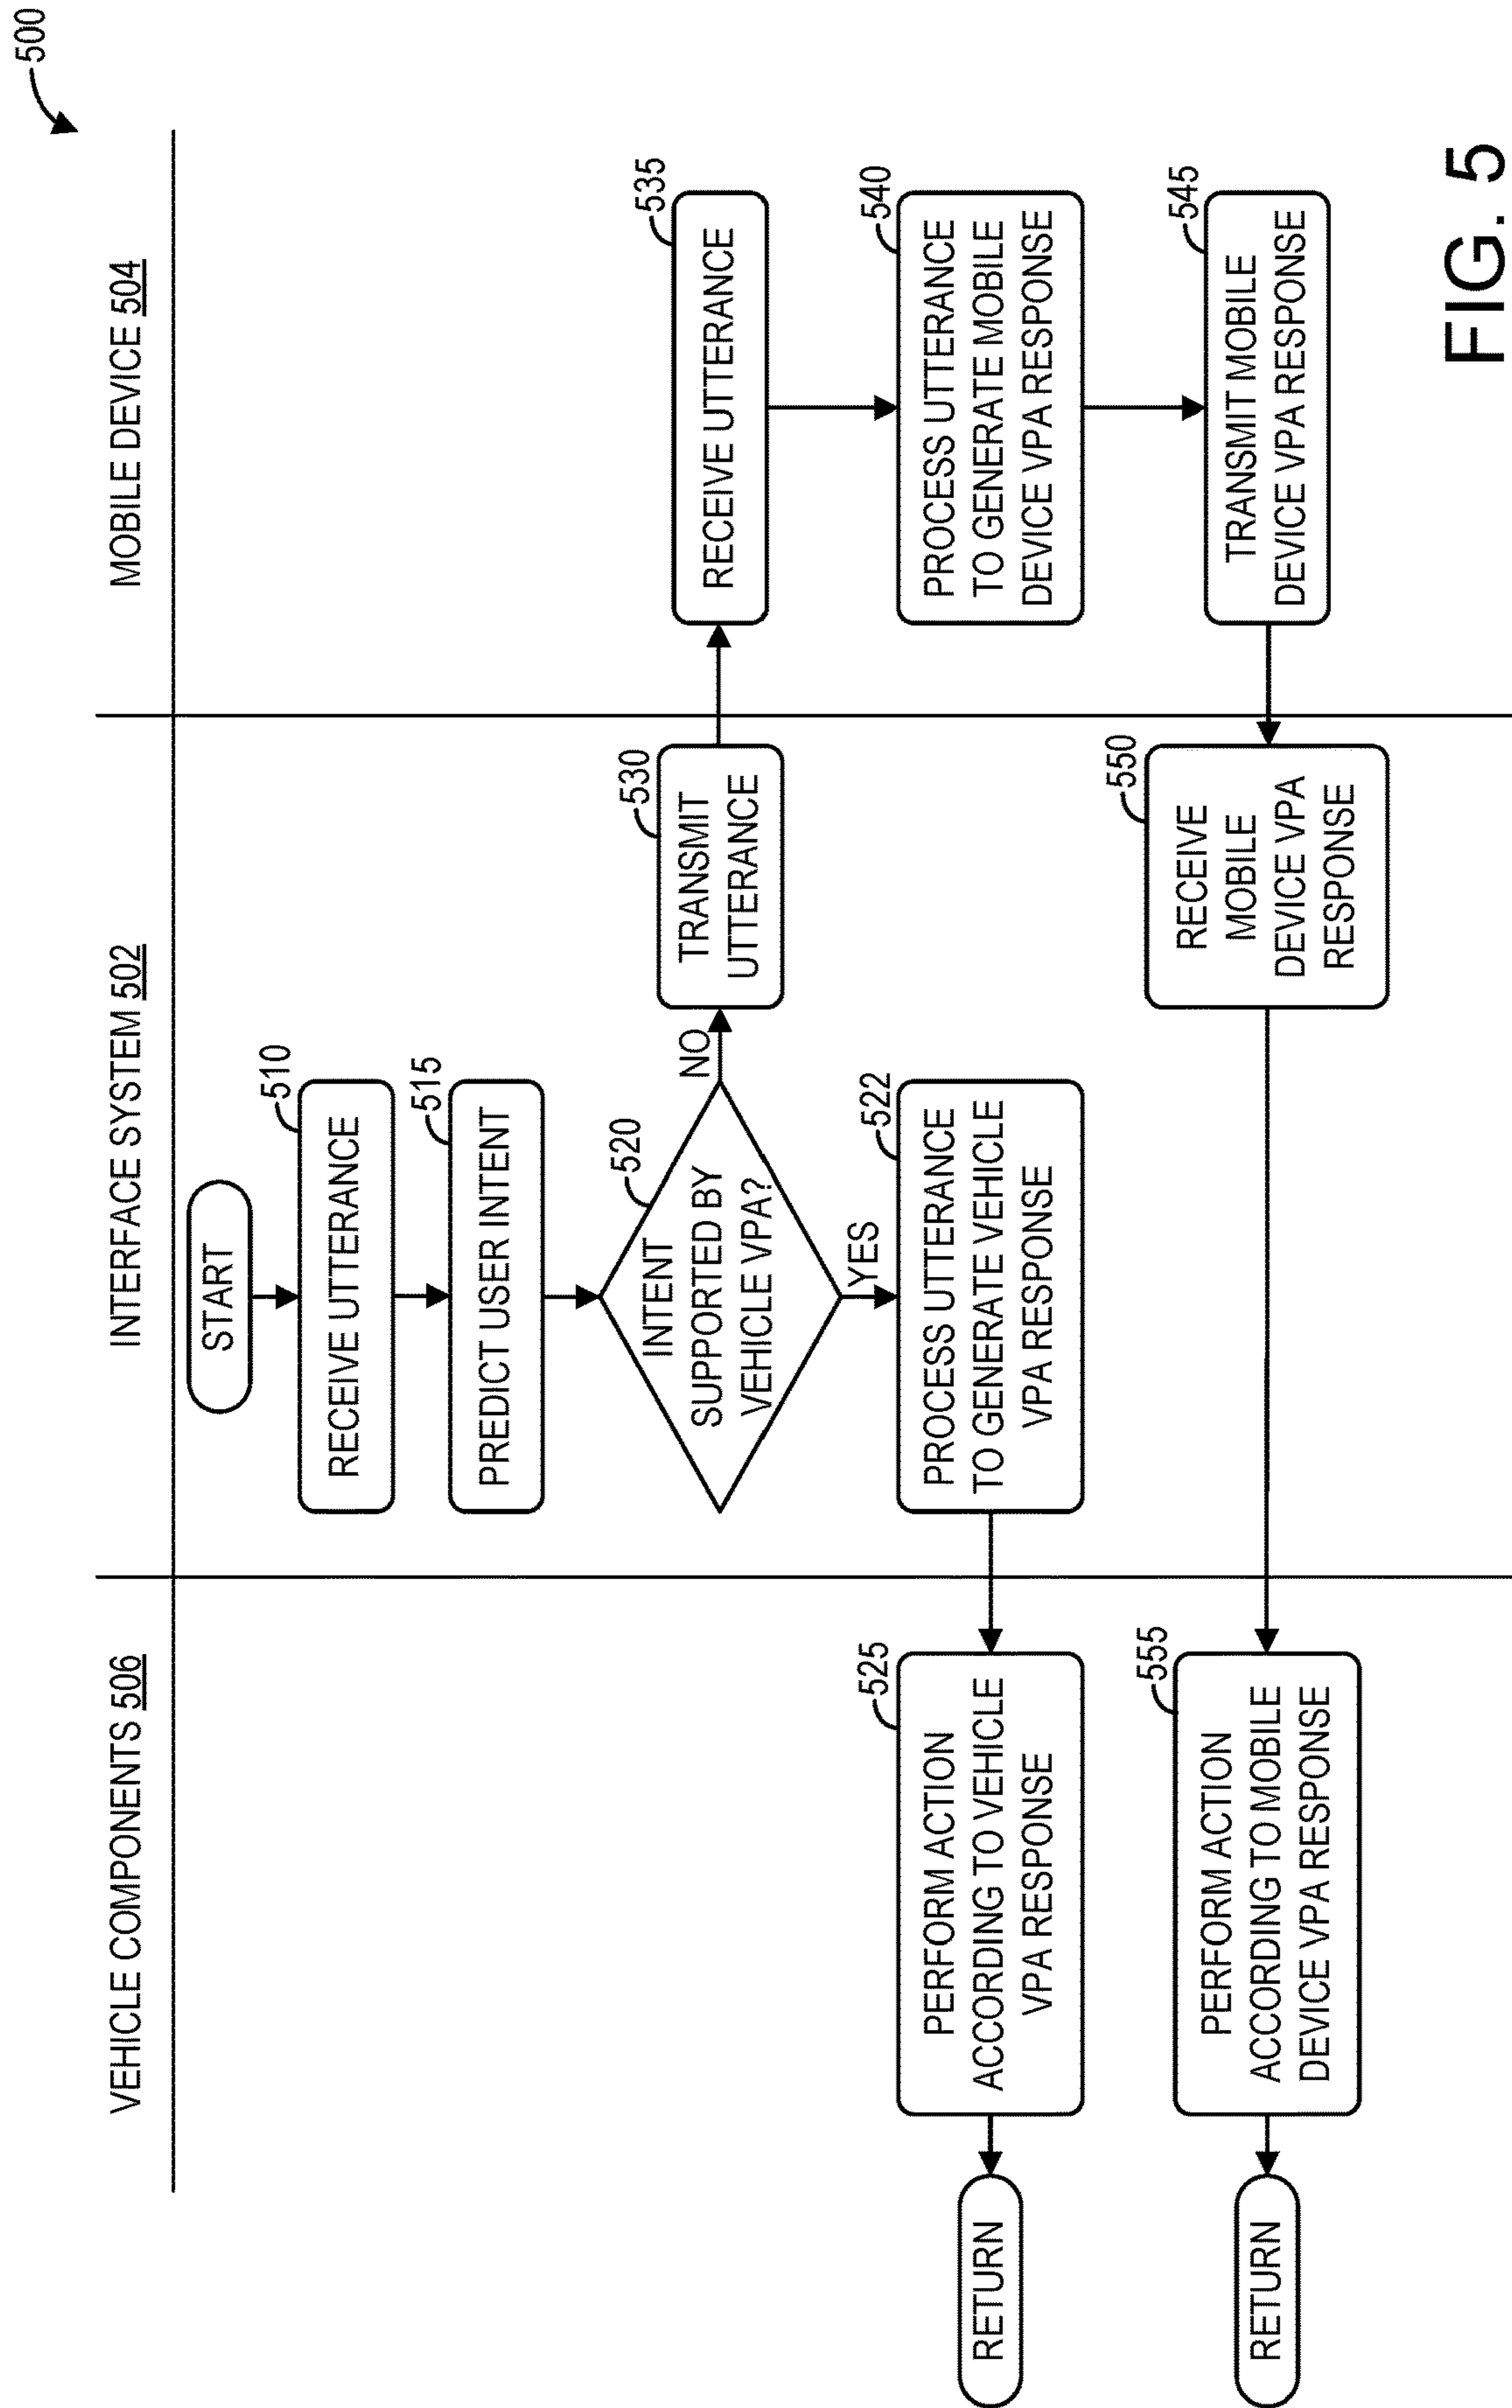 500
VEHICLE COMPONENTS 506
INTERFACE SYSTEM 502
MOBILE DEVICE 504
START
510
RECEIVE UTTERANCE
515
PREDICT USER INTENT
520
INTENT
SUPPORTED BY
VEHICLE VPA?
NO
YES
530
TRANSMIT
UTTERANCE
535
RECEIVE UTTERANCE
522
PROCESS UTTERANCE
TO GENERATE VEHICLE
VPA RESPONSE
525
PERFORM ACTION
ACCORDING TO VEHICLE
VPA RESPONSE
RETURN
540
PROCESS UTTERANCE
TO GENERATE MOBILE
DEVICE VPA RESPONSE
545
TRANSMIT MOBILE
DEVICE VPA RESPONSE
550
RECEIVE
MOBILE
DEVICE VPA
RESPONSE
555
PERFORM ACTION
ACCORDING TO MOBILE
DEVICE VPA RESPONSE
RETURN
FIG. 5